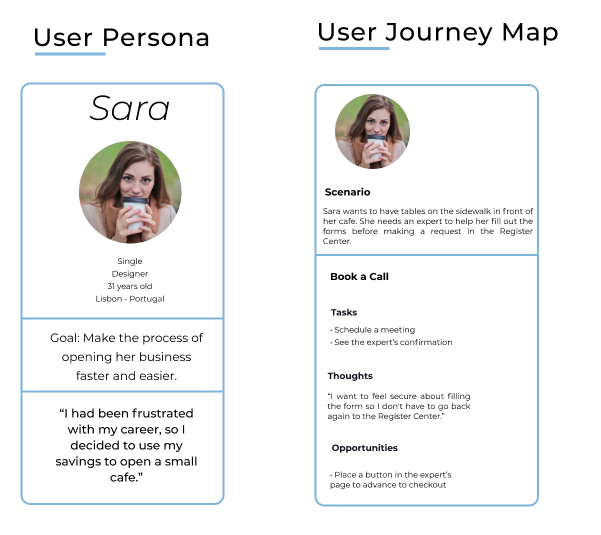 User Persona
Sara
Single
Designer
31 years old
Lisbon - Portugal
Goal: Make the process of
opening her business
faster and easier.
“I had been frustrated
with my career, so I
decided to use my
savings to open a small
cafe.”
User Journey Map
Scenario
Sara wants to have tables on the sidewalk in front of
her cafe. She needs an expert to help her fill out the
forms before making a request in the Register
Center.
Book a Call
Tasks
• Schedule a meeting
• See the expert’s confirmation
Thoughts
“I want to feel secure about filling
the form so I don't have to go back
again to the Register Center.”
Opportunities
• Place a button in the expert’s
page to advance to checkout